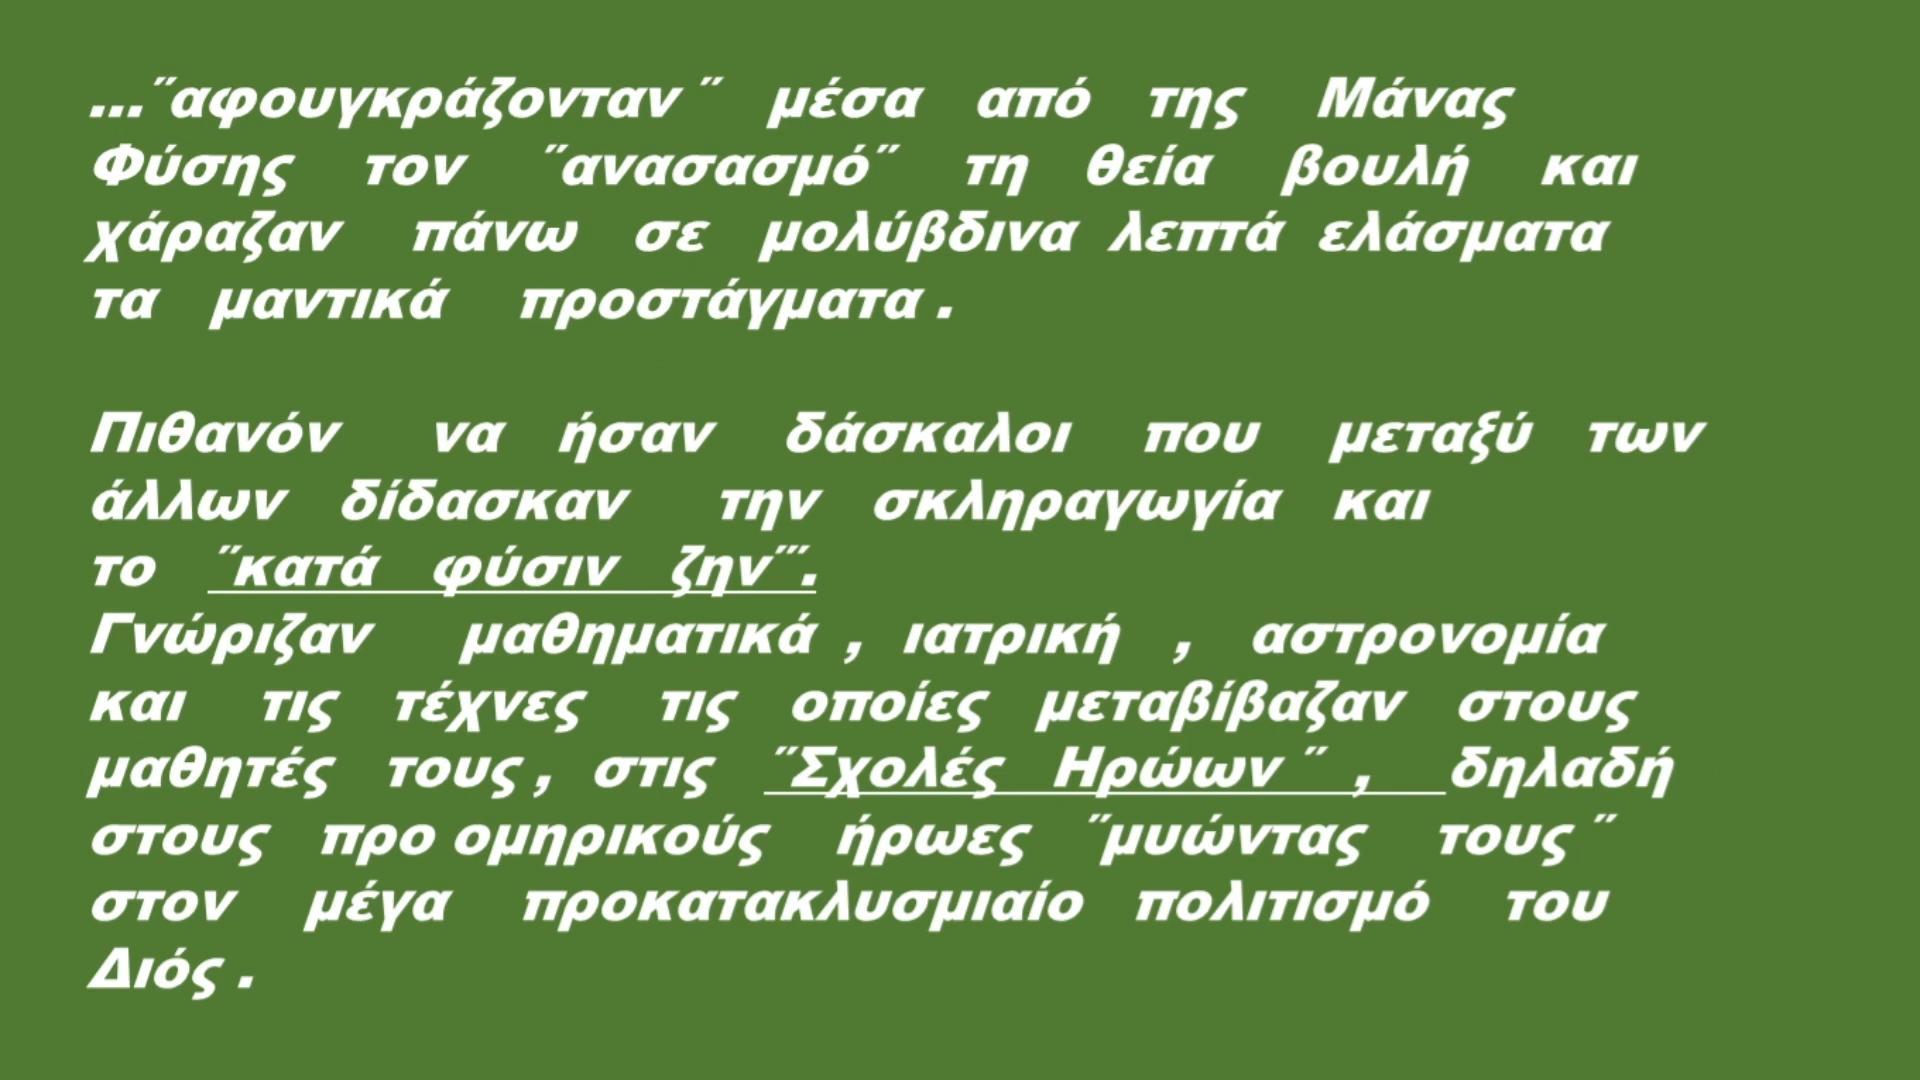 ...˝αφουγκράζονταν ˝ μέσα από της Μάνας
Φύσης τον ˝ανασασμό˝ τη θεία βουλή και
χάραζαν πάνω σε μολύβδινα λεπτά ελάσματα
τα μαντικά προστάγματα .
Πιθανόν να ήσαν δάσκαλοι που μεταξύ των
άλλων δίδασκαν την σκληραγωγία και
το ˝κατά φύσιν ζην˝΄.
Γνώριζαν μαθηματικά , ιατρική , αστρονομία
και τις τέχνες τις οποίες μεταβίβαζαν στους
μαθητές τους , στις ˝Σχολές Ηρώων ˝ , δηλαδή
στους προ ομηρικούς ήρωες ˝μυώντας τους ˝
στον μέγα προκατακλυσμιαίο πολιτισμό του
Διός .